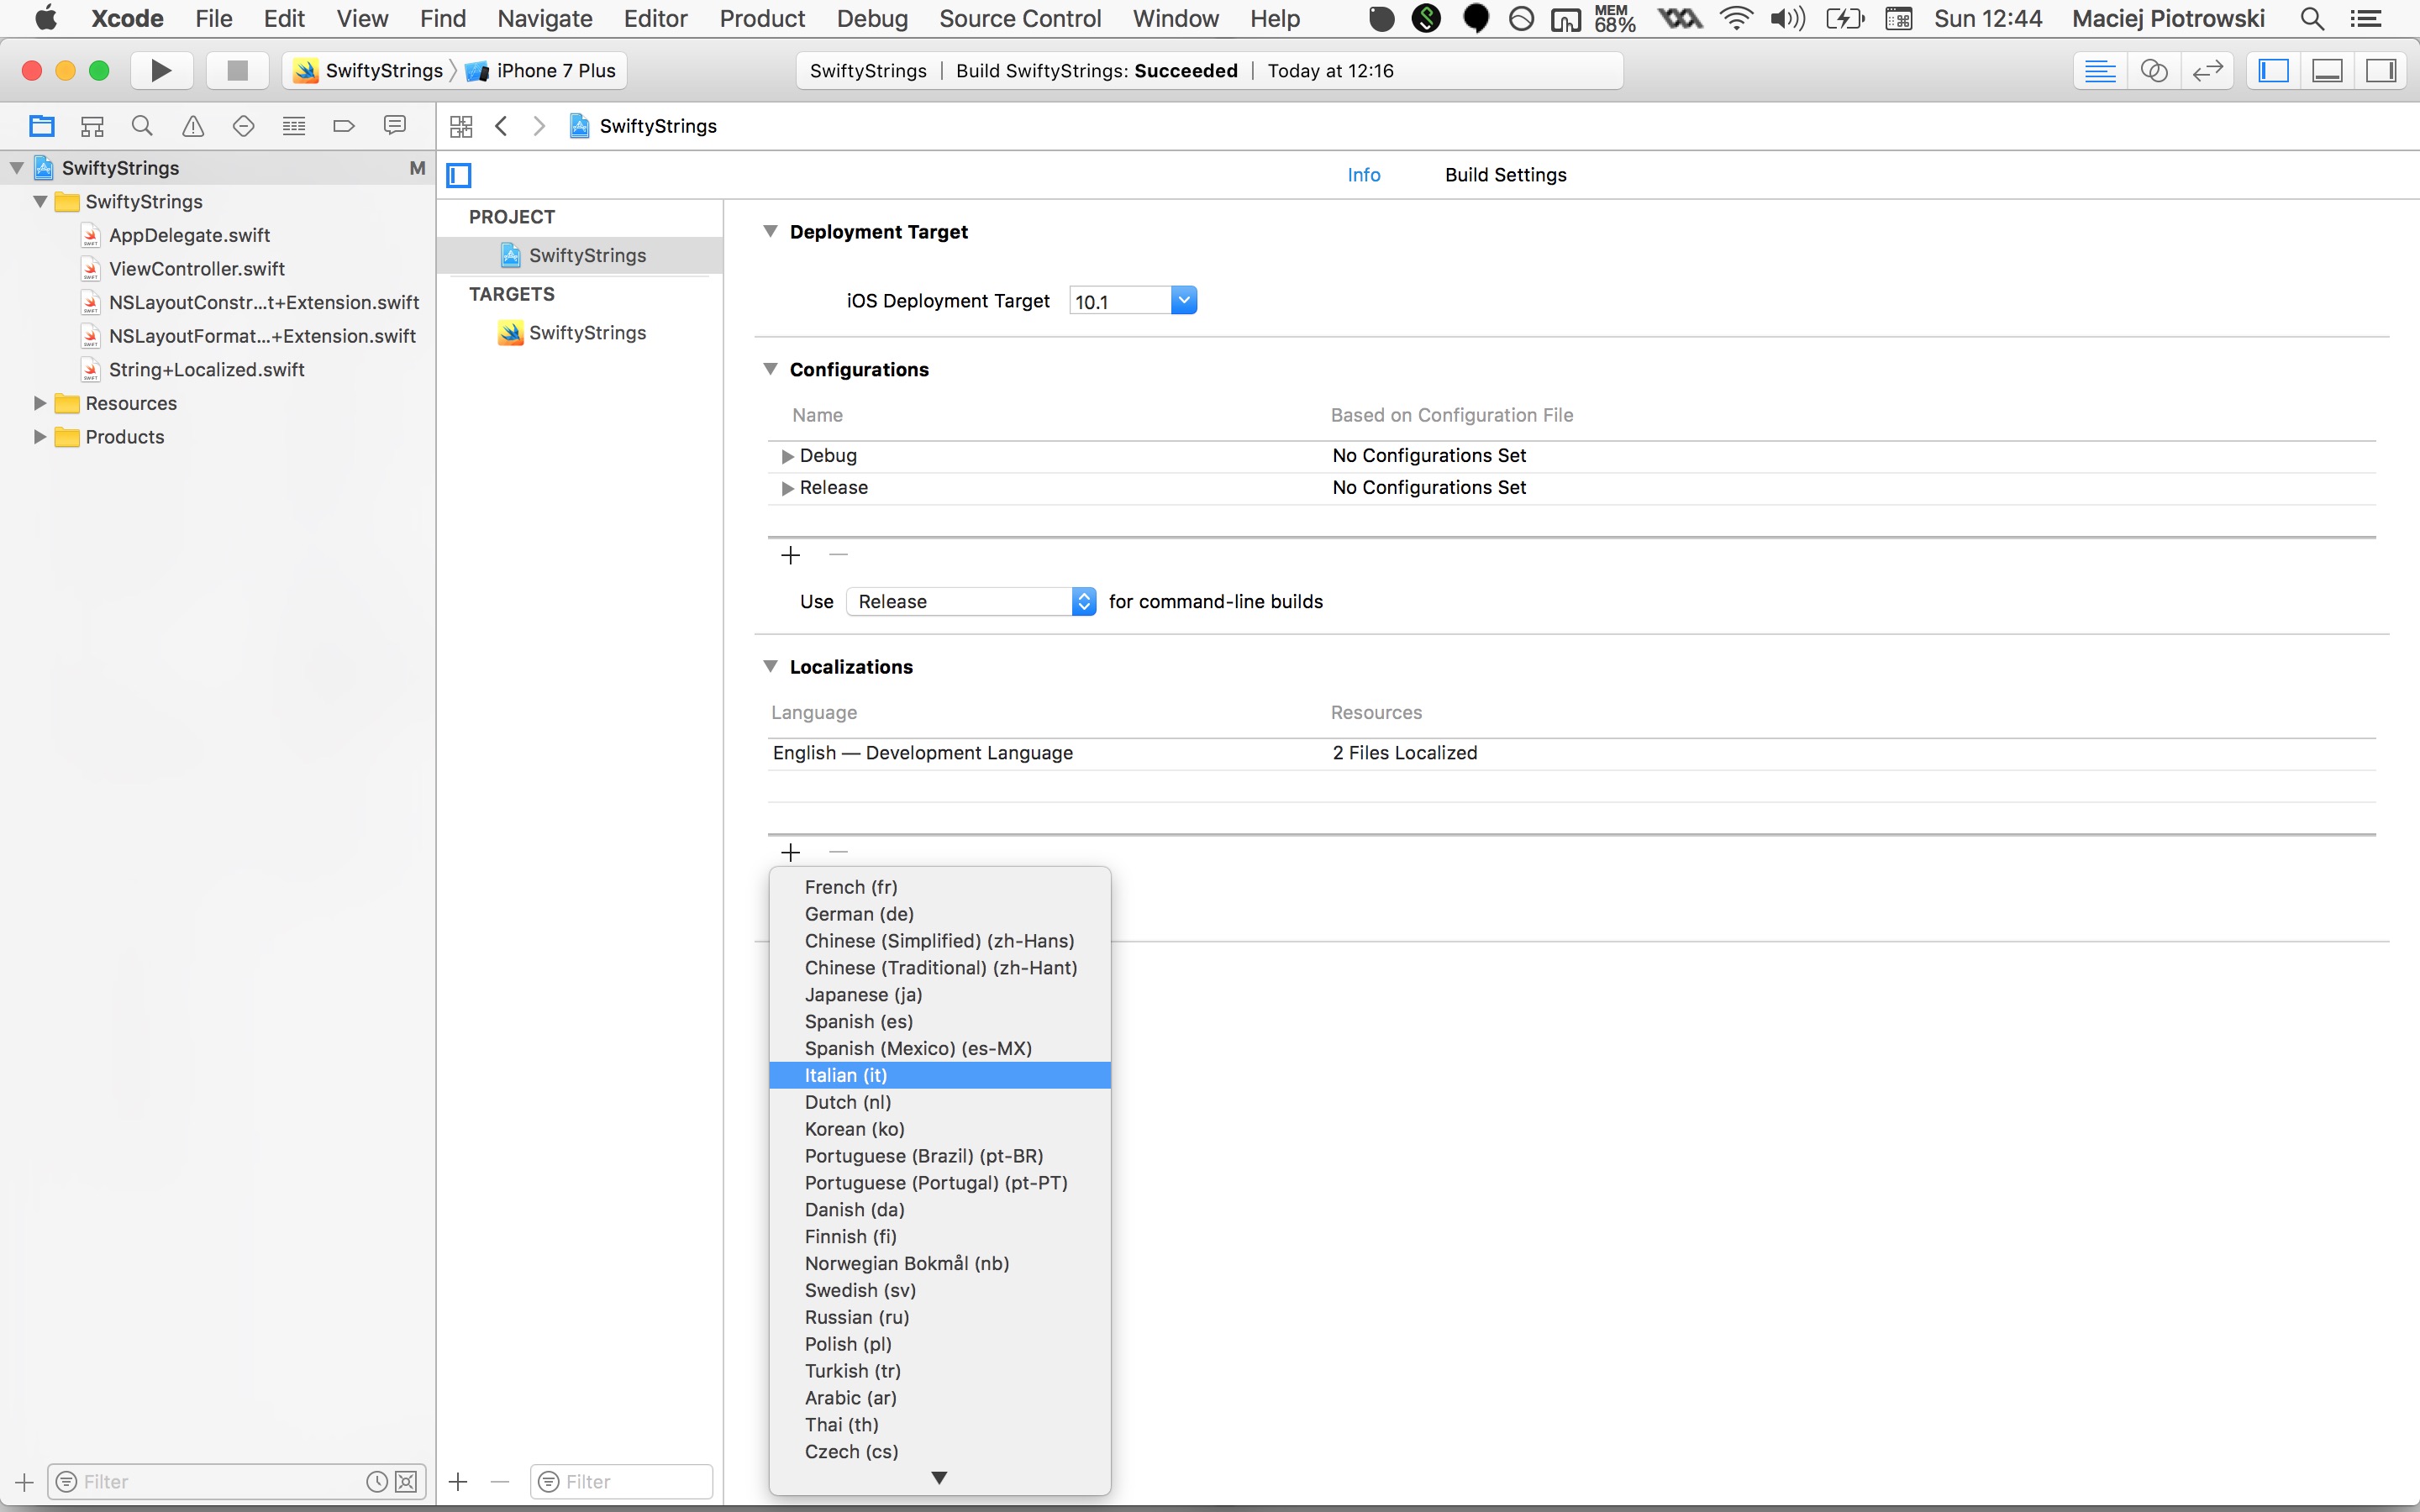 Xcode File Edit View Find Navigate Editor Product Debug Source Control Window Help MEM 68% Sun 12:44 Maciej Piotrowski
SwiftyStrings iPhone 7 Plus SwiftyStrings | Build SwiftyStrings: Succeeded | Today at 12:16
SwiftyStrings
SwiftyStrings M
SwiftyStrings
AppDelegate.swift
ViewController.swift
NSLayoutConstr...t+Extension.swift
NSLayoutFormat...+Extension.swift
String+Localized.swift
Resources
Products
Filter
Info Build Settings
PROJECT
SwiftyStrings
TARGETS
SwiftyStrings
Filter
Deployment Target
iOS Deployment Target 10.1
Configurations
Name Based on Configuration File
Debug No Configurations Set
Release No Configurations Set
Use Release for command-line builds
Localizations
Language Resources
English — Development Language 2 Files Localized
French (fr)
German (de)
Chinese (Simplified) (zh-Hans)
Chinese (Traditional) (zh-Hant)
Japanese (ja)
Spanish (es)
Spanish (Mexico) (es-MX)
Italian (it)
Dutch (nl)
Korean (ko)
Portuguese (Brazil) (pt-BR)
Portuguese (Portugal) (pt-PT)
Danish (da)
Finnish (fi)
Norwegian Bokmål (nb)
Swedish (sv)
Russian (ru)
Polish (pl)
Turkish (tr)
Arabic (ar)
Thai (th)
Czech (cs)